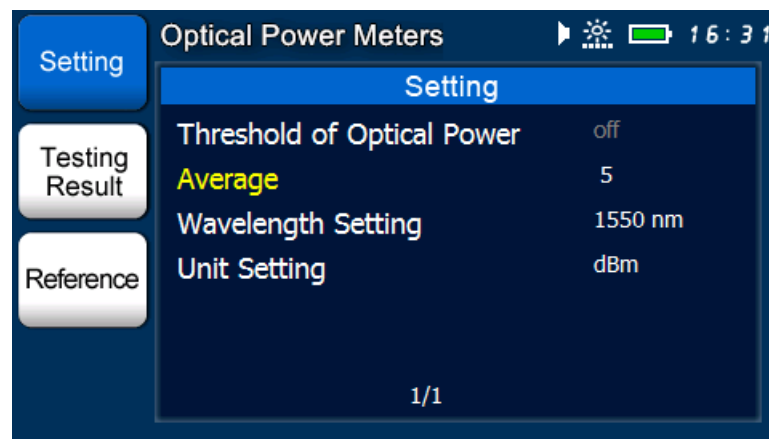 Setting
Testing
Result
Reference
Optical Power Meters
16:31
Setting
Threshold of Optical Power off
Average 5
Wavelength Setting 1550 nm
Unit Setting dBm
1/1